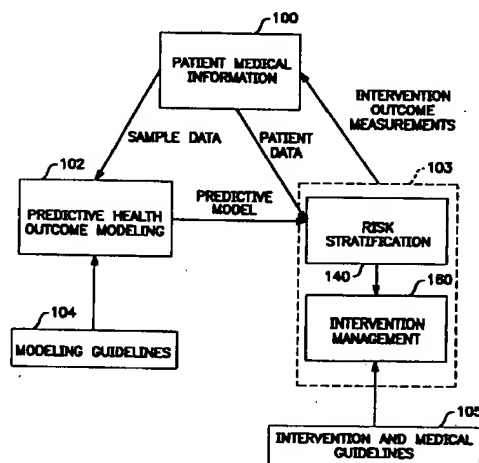 100
PATIENT MEDICAL
INFORMATION
INTERVENTION
OUTCOME
MEASUREMENTS
SAMPLE DATA
PATIENT
DATA
102
103
PREDICTIVE HEALTH
OUTCOME MODELING
PREDICTIVE
MODEL
RISK
STRATIFICATION
140
160
INTERVENTION
MANAGEMENT
104
MODELING GUIDELINES
105
INTERVENTION AND MEDICAL GUIDELINES